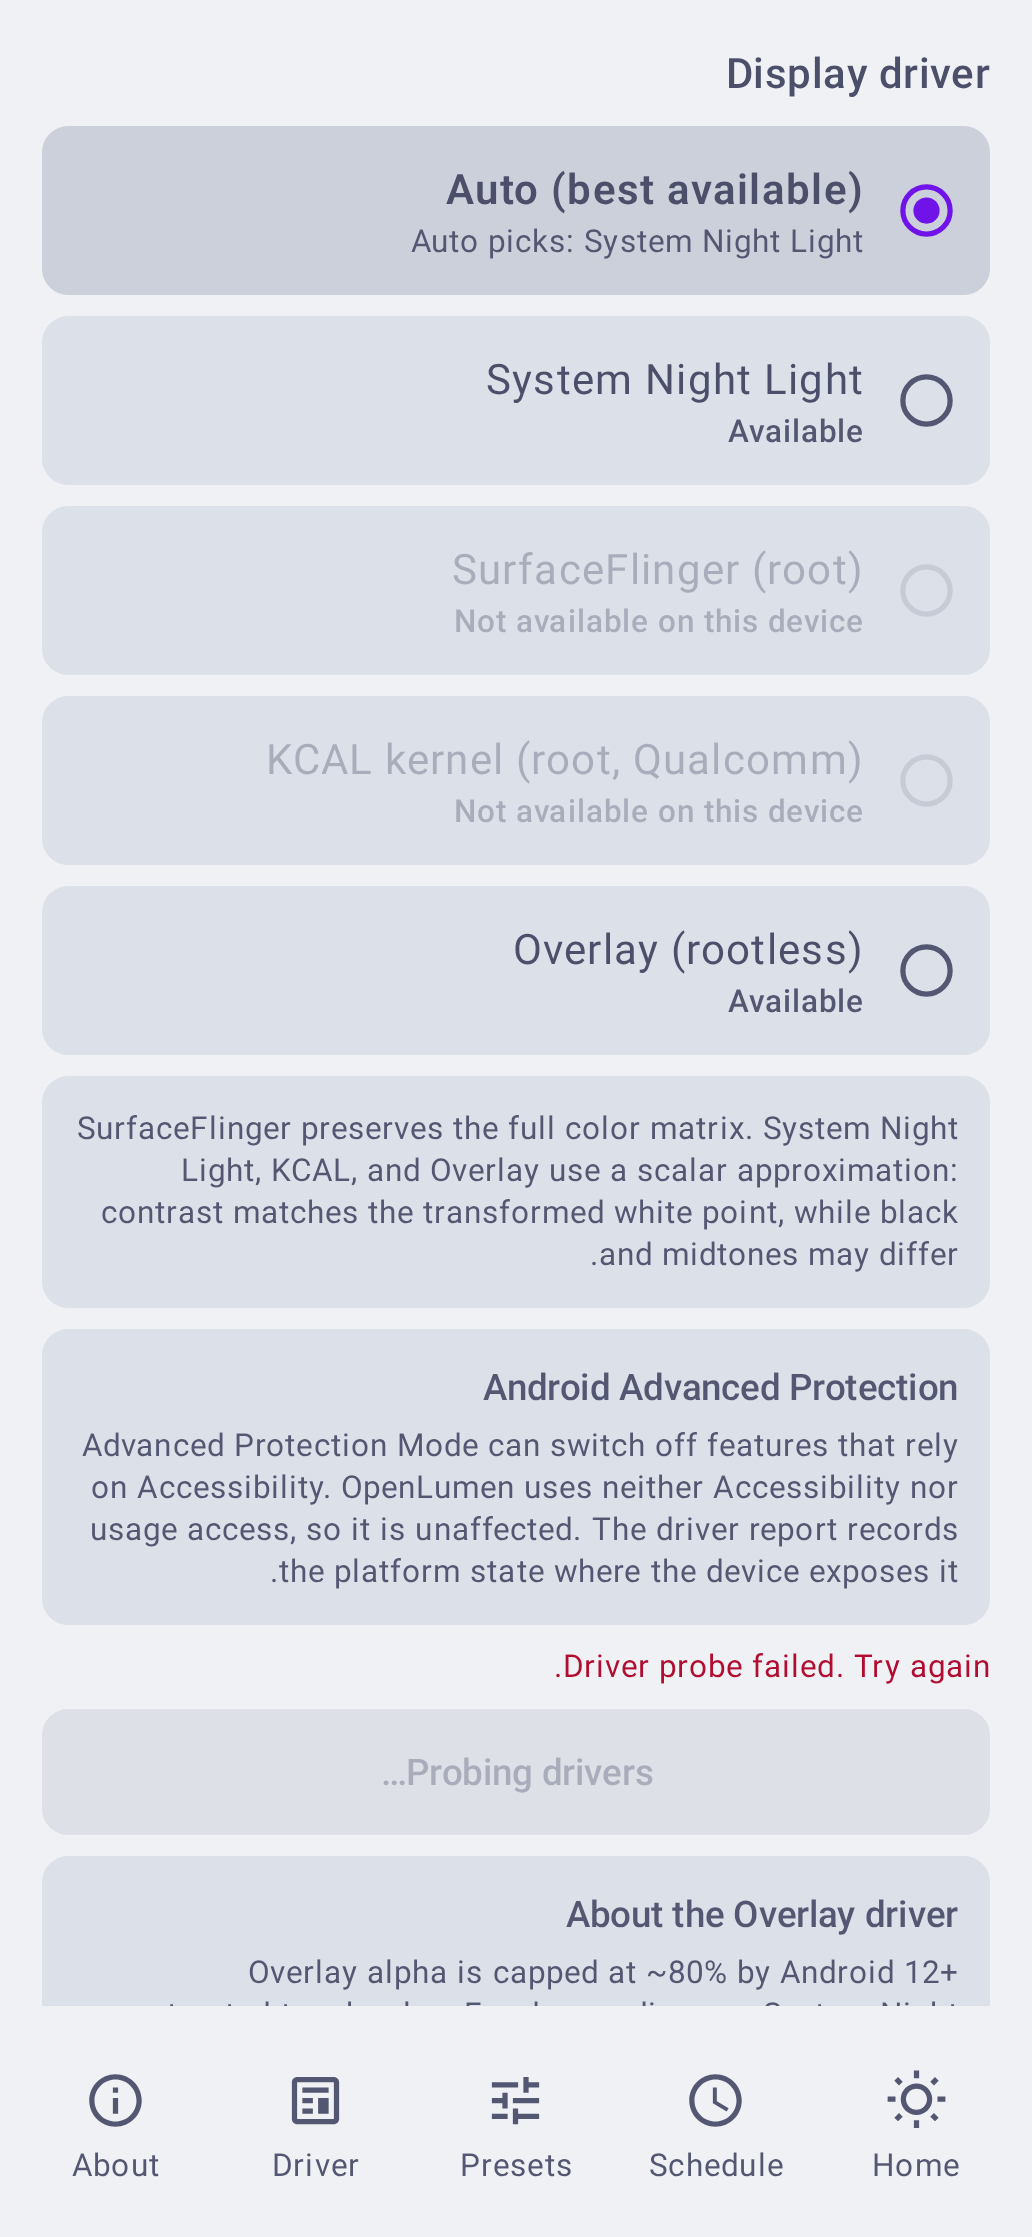 Display driver
Auto (best available)
Auto picks: System Night Light
System Night Light
Available
SurfaceFlinger (root)
Not available on this device
KCAL kernel (root, Qualcomm)
Not available on this device
Overlay (rootless)
Available
SurfaceFlinger preserves the full color matrix. System Night
Light, KCAL, and Overlay use a scalar approximation:
contrast matches the transformed white point, while black
.and midtones may differ
Android Advanced Protection
Advanced Protection Mode can switch off features that rely
on Accessibility. OpenLumen uses neither Accessibility nor
usage access, so it is unaffected. The driver report records
.the platform state where the device exposes it
.Driver probe failed. Try again
…Probing drivers
About the Overlay driver
Overlay alpha is capped at ~80% by Android 12+
About
Driver
Presets
Schedule
Home